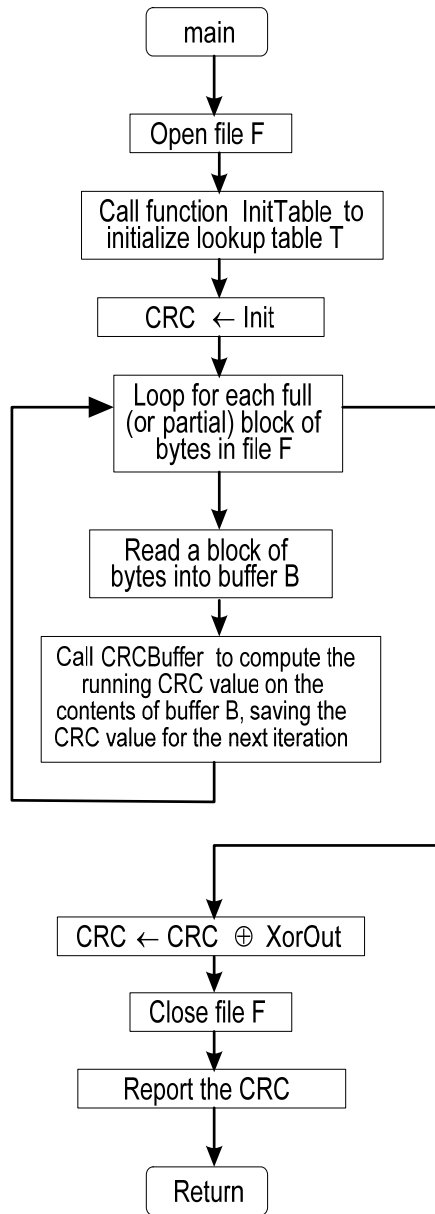 main
Open file F
Call function InitTable to
initialize lookup table T
CRC ← Init
Loop for each full
(or partial) block of
bytes in file F
Read a block of
bytes into buffer B
Call CRCBuffer to compute the
running CRC value on the
contents of buffer B, saving the
CRC value for the next iteration
CRC ← CRC ⊕ XorOut
Close file F
Report the CRC
Return